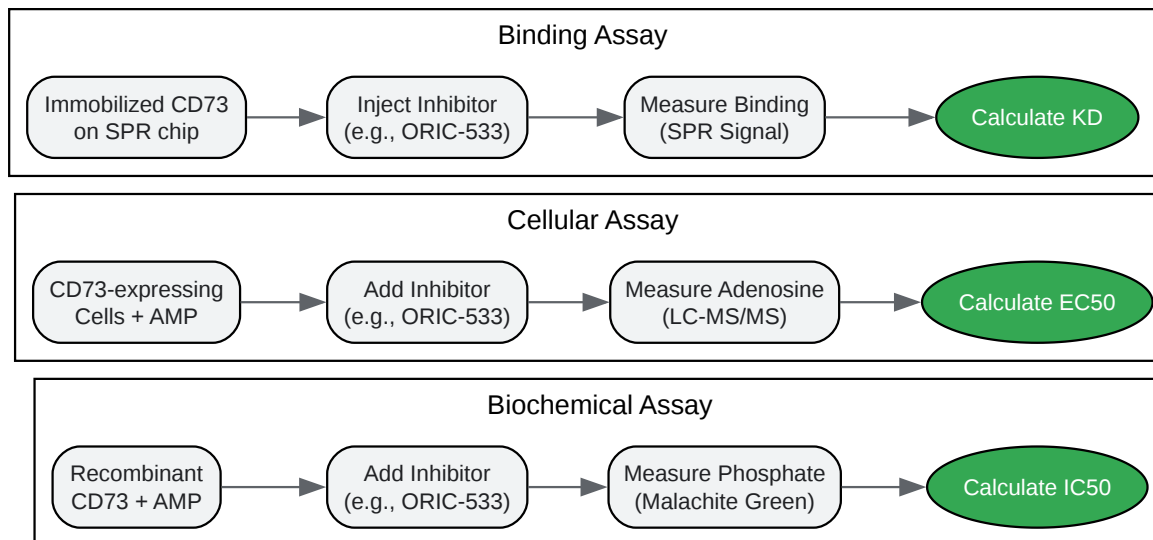 Binding Assay
Immobilized CD73
on SPR chip
Inject Inhibitor
(e.g., ORIC-533)
Measure Binding
(SPR Signal)
Calculate KD
Cellular Assay
CD73-expressing
Cells + AMP
Add Inhibitor
(e.g., ORIC-533)
Measure Adenosine
(LC-MS/MS)
Calculate EC50
Biochemical Assay
Recombinant
CD73 + AMP
Add Inhibitor
(e.g., ORIC-533)
Measure Phosphate
(Malachite Green)
Calculate IC50